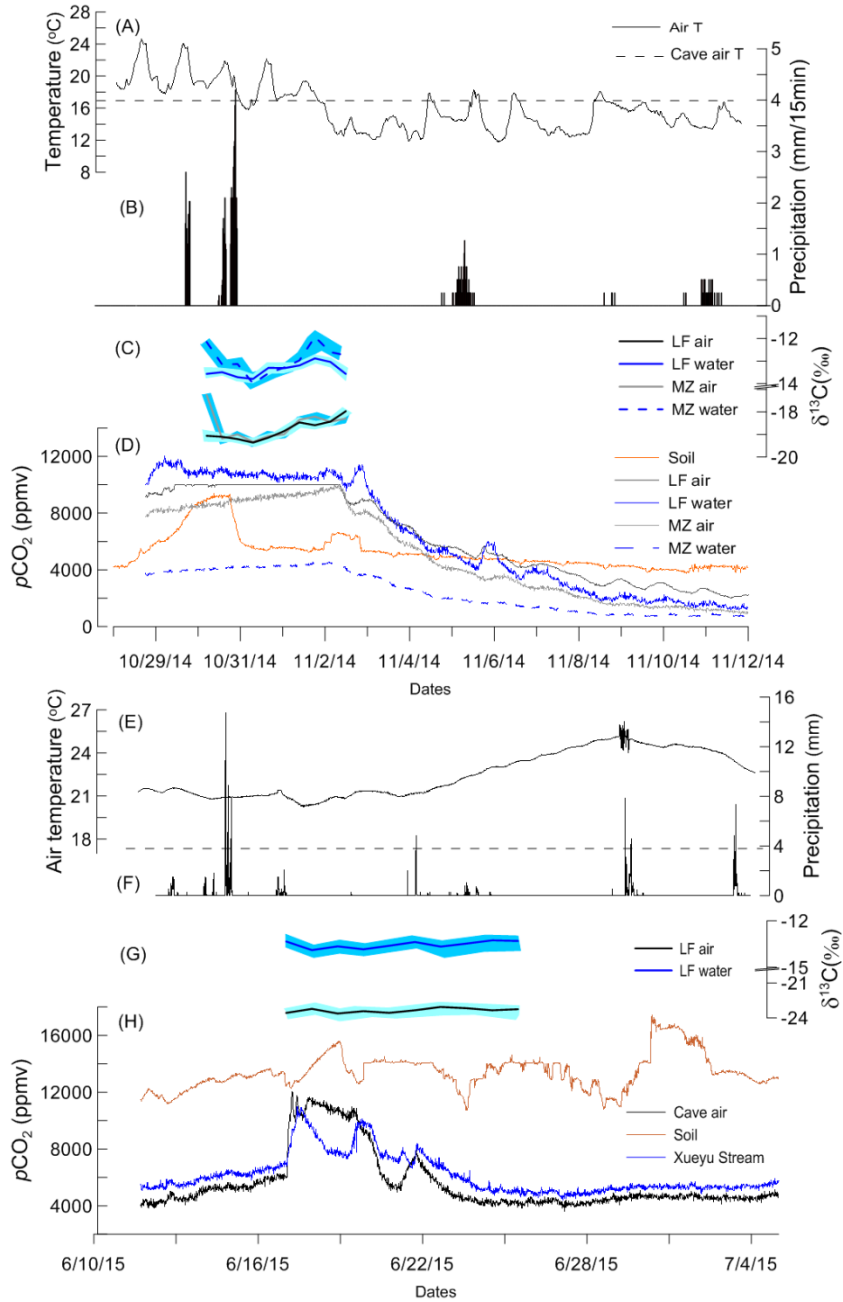 (A)
Air T
Cave air T
Temperature (°C)
28
24
20
16
12
8
5
4
3
2
1
0
Precipitation (mm/15min)
(B)
(C)
LF air
LF water
MZ air
MZ water
-12
-14
-18
-20
δ13C(‰)
(D)
Soil
LF air
LF water
MZ air
MZ water
pCO2 (ppmv)
12000
8000
4000
0
10/29/14 10/31/14 11/2/14 11/4/14 11/6/14 11/8/14 11/10/14 11/12/14
Dates
(E)
Air temperature (°C)
27
24
21
18
16
12
8
4
0
Precipitation (mm)
(F)
(G)
LF air
LF water
-12
-15
-21
-24
δ13C(‰)
(H)
Cave air
Soil
Xueyu Stream
pCO2 (ppmv)
16000
12000
8000
4000
6/10/15 6/16/15 6/22/15 6/28/15 7/4/15
Dates